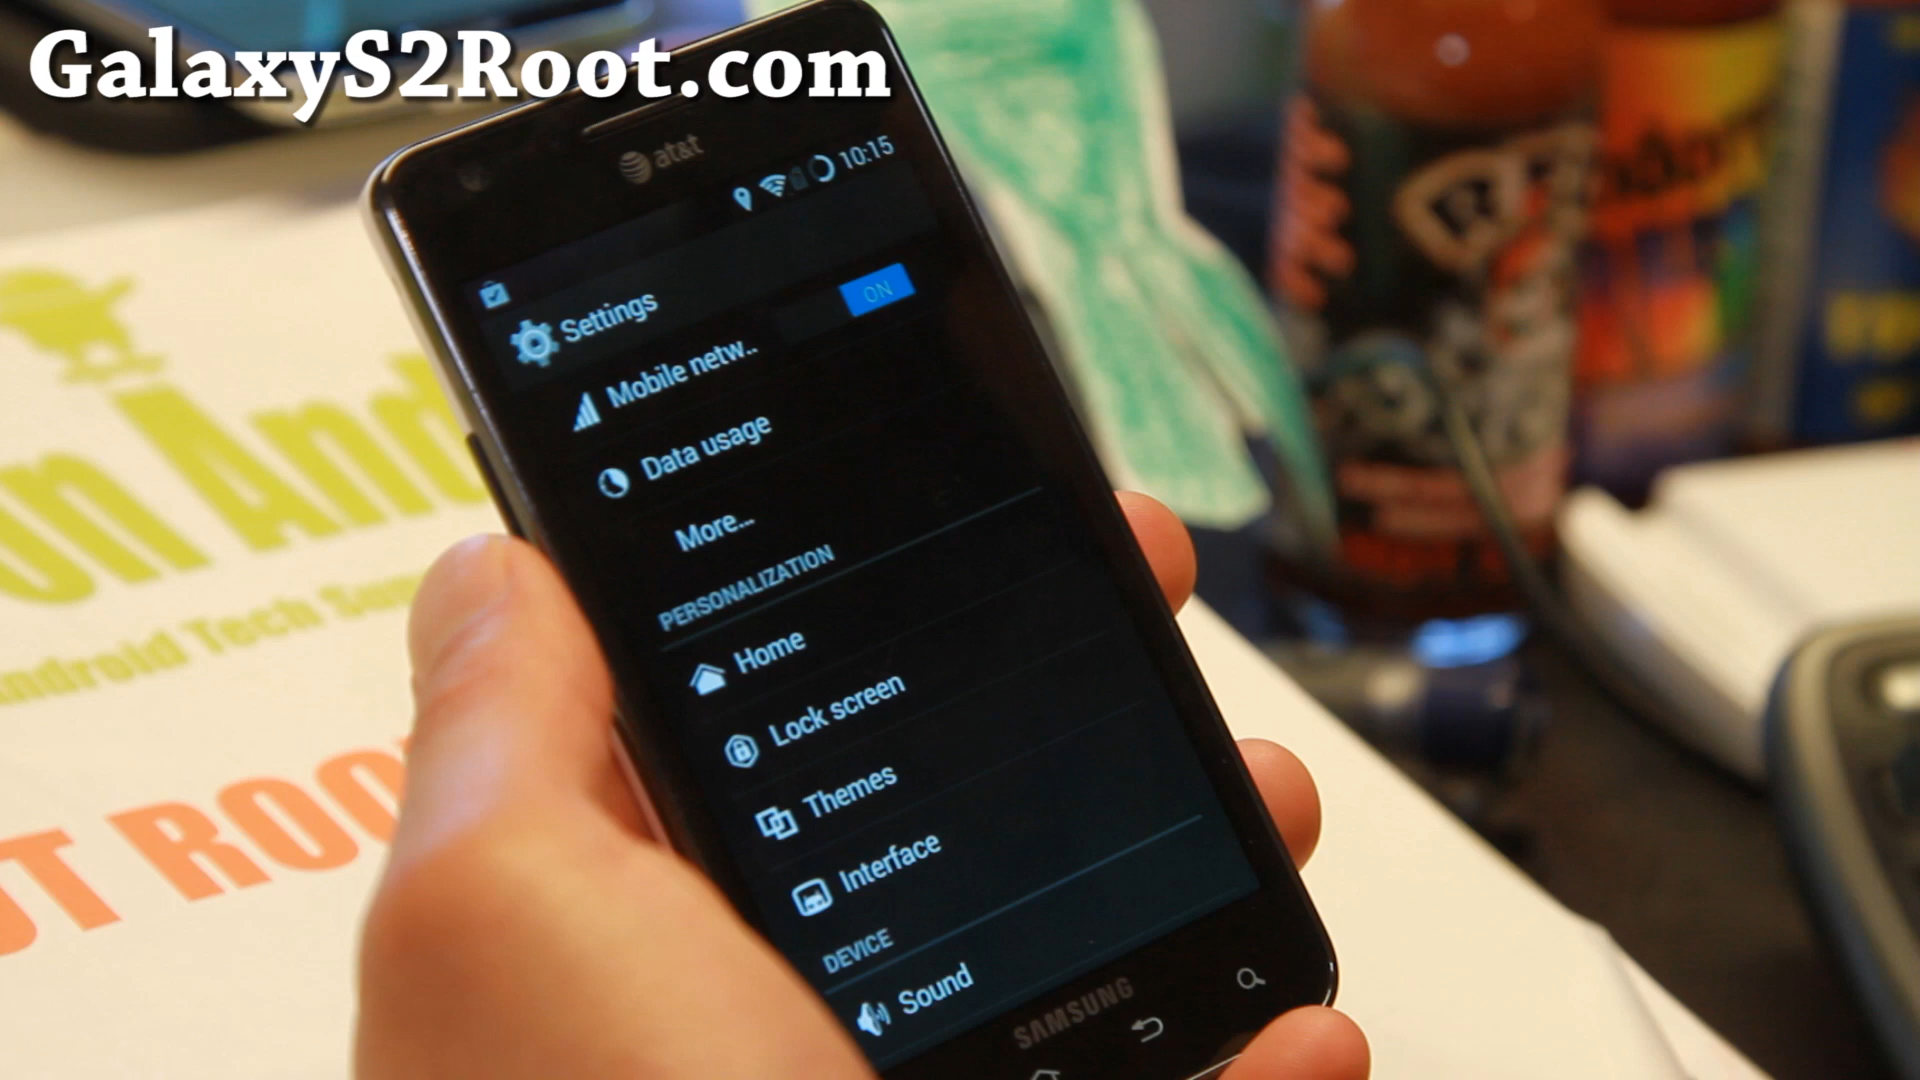 GalaxyS2Root.com
at&t
10:15
Settings
ON
Mobile netw..
Data usage
More...
PERSONALIZATION
Home
Lock screen
Themes
Interface
DEVICE
Sound
SAMSUNG
Android Tech